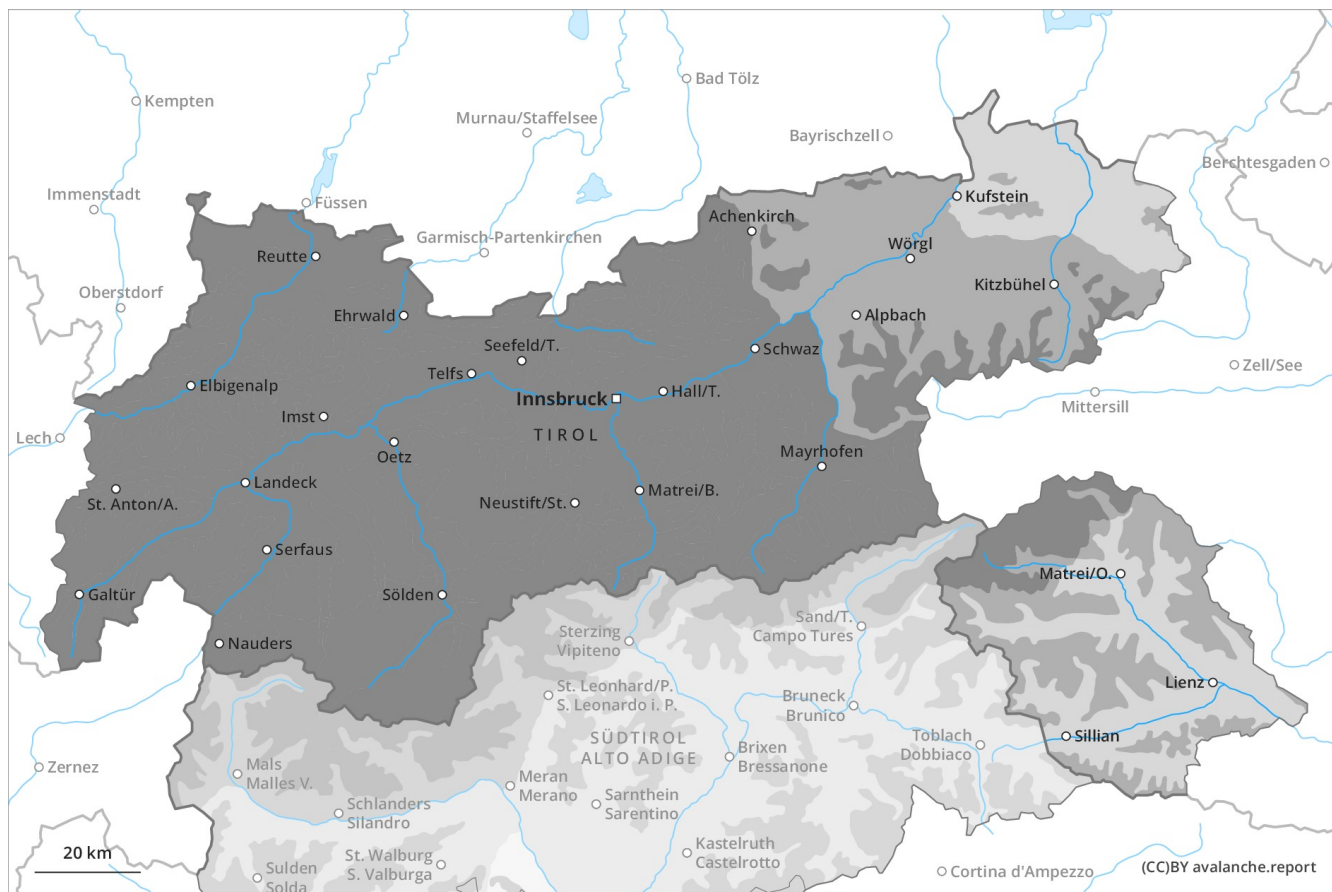 Kempten
Bad Tölz
Murnau/Staffelsee
Bayrischzell
Berchtesgaden
Immenstadt
Füssen
Kufstein
Achenkirch
Garmisch-Partenkirchen
Wörgl
Reutte
Kitzbühel
Oberstdorf
Ehrwald
Alpbach
Seefeld/T.
Schwaz
Zell/See
Telfs
Elbigenalp
Hall/T.
Innsbruck
Mittersill
Imst
TIROL
Lech
Oetz
Mayrhofen
Landeck
St. Anton/A.
Neustift/St.
Matrei/B.
Serfaus
Matrei/O.
Galtür
Sölden
Sand/T.
Campo Tures
Sterzing
Vipiteno
Nauders
Lienz
St. Leonhard/P.
S. Leonardo i. P.
Bruneck
Brunico
SÜDTIROL
ALTO ADIGE
Toblach
Dobbiaco
Sillian
Brixen
Bressanone
Zernez
Mals
Malles V.
Meran
Merano
Sarnthein
Sarentino
Schlanders
Silandro
Kastelruth
Castelrotto
20 km
St. Walburg
S. Valburga
Sulden
Solda
Cortina d'Ampezzo
(CC)BY avalanche.report